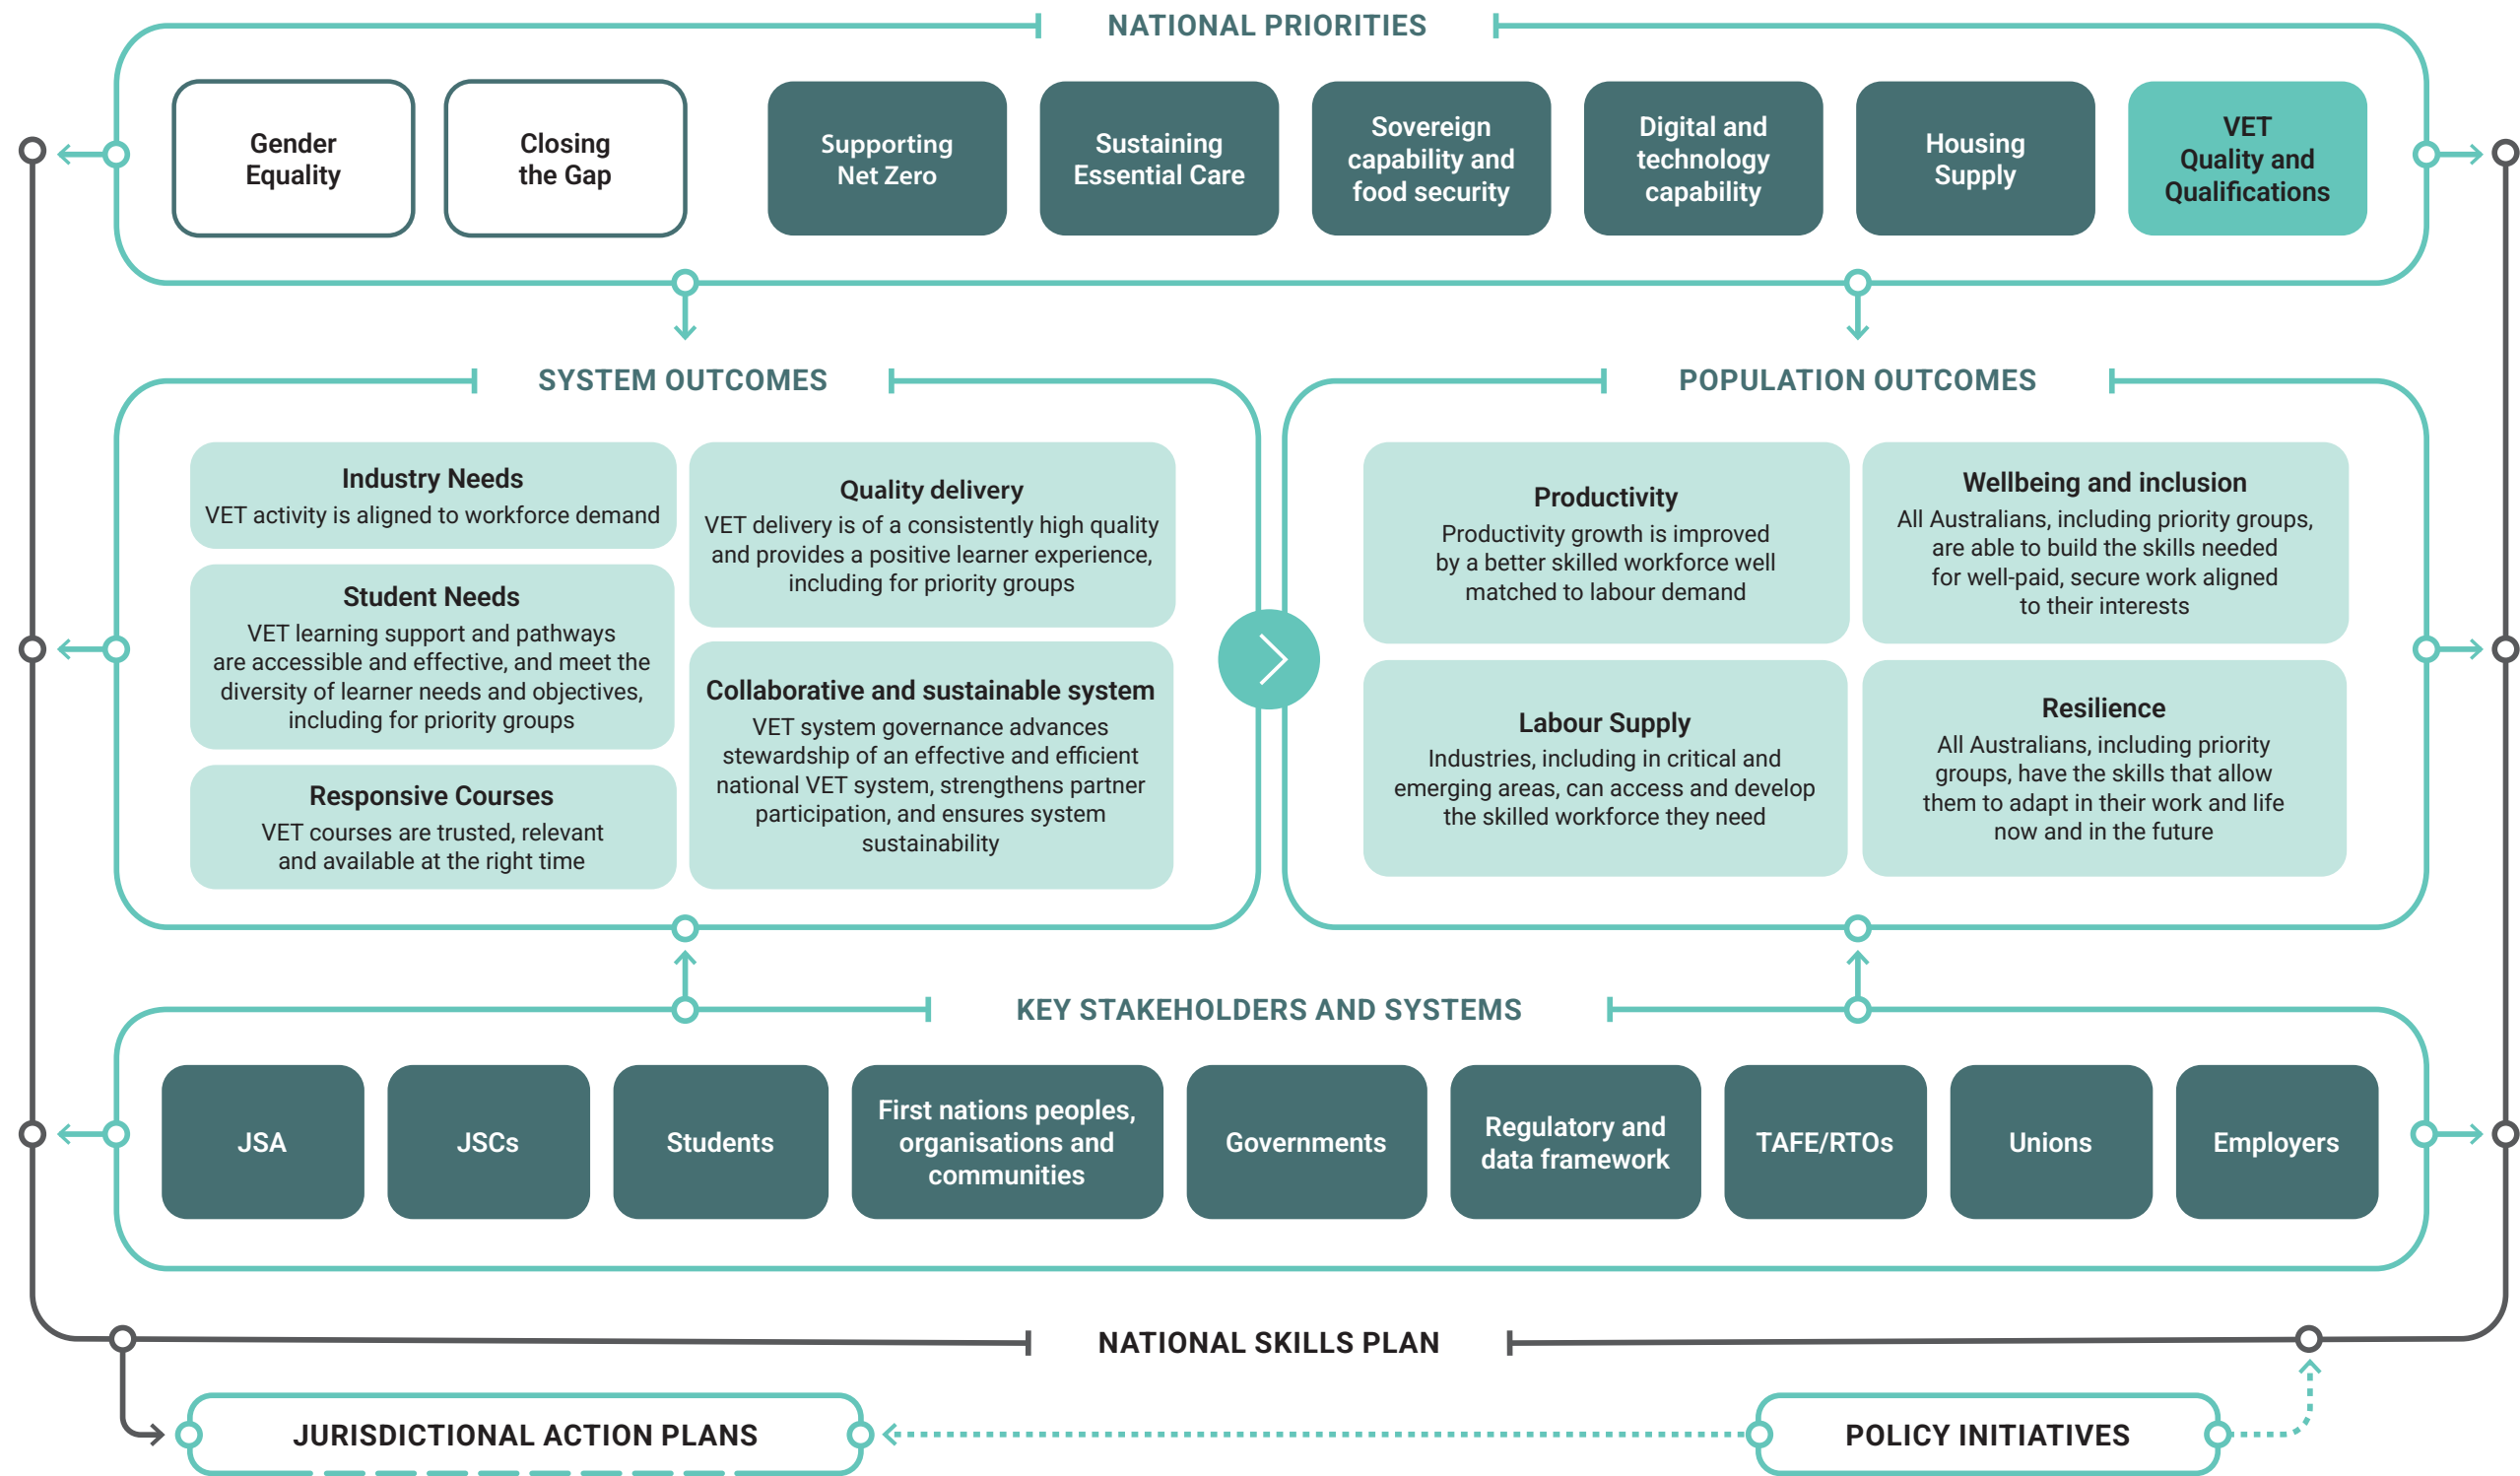 NATIONAL PRIORITIES
Gender
Equality
Closing
the Gap
Supporting
Net Zero
Sustaining
Essential Care
Sovereign
capability and
food security
Digital and
technology
capability
Housing
Supply
VET
Quality and
Qualifications
SYSTEM OUTCOMES
Industry Needs
VET activity is aligned to workforce demand
Student Needs
VET learning support and pathways
are accessible and effective, and meet the
diversity of learner needs and objectives,
including for priority groups
Responsive Courses
VET courses are trusted, relevant
and available at the right time
Quality delivery
VET delivery is of a consistently high quality
and provides a positive learner experience,
including for priority groups
Collaborative and sustainable system
VET system governance advances
stewardship of an effective and efficient
national VET system, strengthens partner
participation, and ensures system
sustainability
POPULATION OUTCOMES
Productivity
Productivity growth is improved
by a better skilled workforce well
matched to labour demand
Wellbeing and inclusion
All Australians, including priority groups,
are able to build the skills needed
for well-paid, secure work aligned
to their interests
Labour Supply
Industries, including in critical and
emerging areas, can access and develop
the skilled workforce they need
Resilience
All Australians, including priority
groups, have the skills that allow
them to adapt in their work and life
now and in the future
KEY STAKEHOLDERS AND SYSTEMS
JSA
JSCs
Students
First nations peoples,
organisations and
communities
Governments
Regulatory and
data framework
TAFE/RTOs
Unions
Employers
NATIONAL SKILLS PLAN
JURISDICTIONAL ACTION PLANS
POLICY INITIATIVES